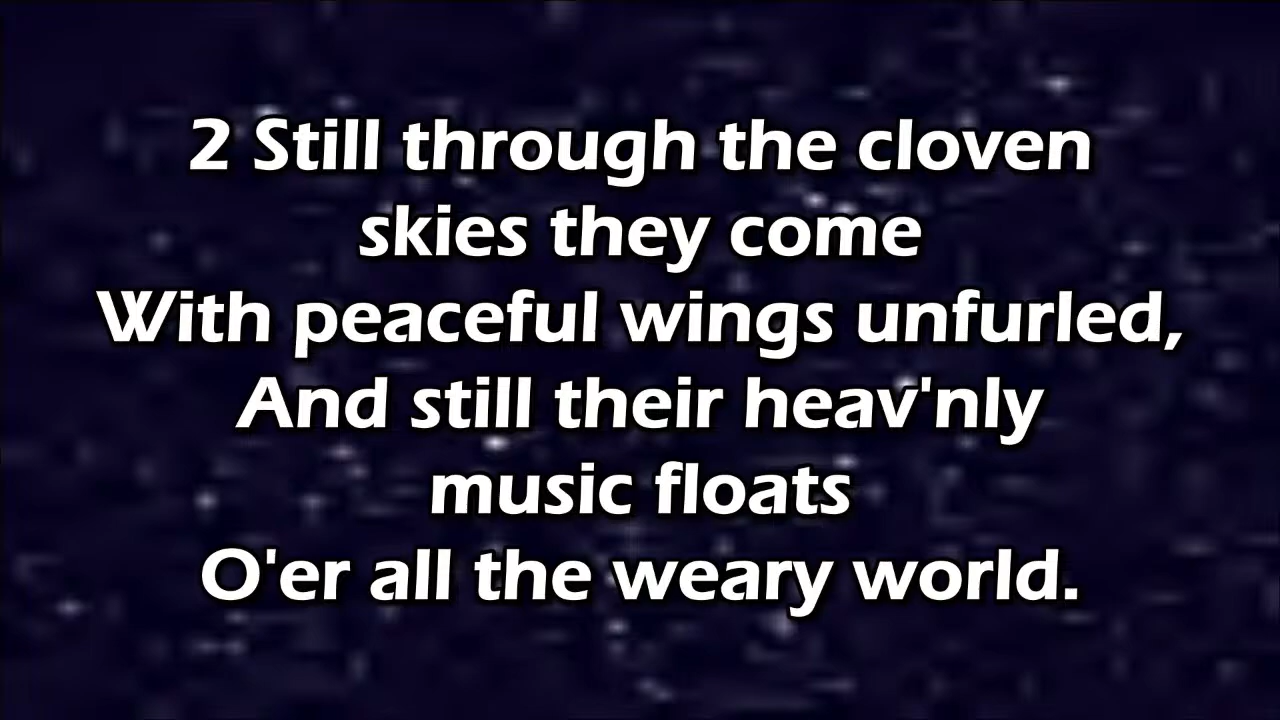 2 Still through the cloven
skies they come
With peaceful wings unfurled,
And still their heav'nly
music floats
O'er all the weary world.